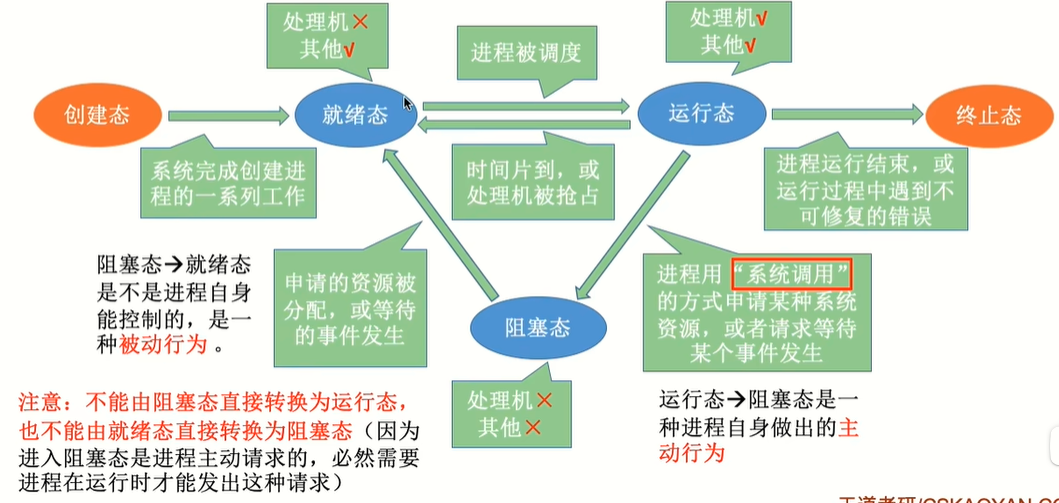 处理机×
其他√
进程被调度
处理机√
其他√
创建态
就绪态
运行态
终止态
系统完成创建进
程的一系列工作
时间片到，或
处理机被抢占
进程运行结束，或
运行过程中遇到不
可修复的错误
阻塞态→就绪态
是不是进程自身
能控制的，是一
种被动行为。
申请的资源被
分配，或等待
的事件发生
进程用“系统调用”
的方式申请某种系统
资源，或者请求等待
某个事件发生
阻塞态
处理机×
其他×
注意：不能由阻塞态直接转换为运行态，
也不能由就绪态直接转换为阻塞态（因为
进入阻塞态是进程主动请求的，必然需要
进程在运行时才能发出这种请求）
运行态→阻塞态是一
种进程自身做出的主
动行为